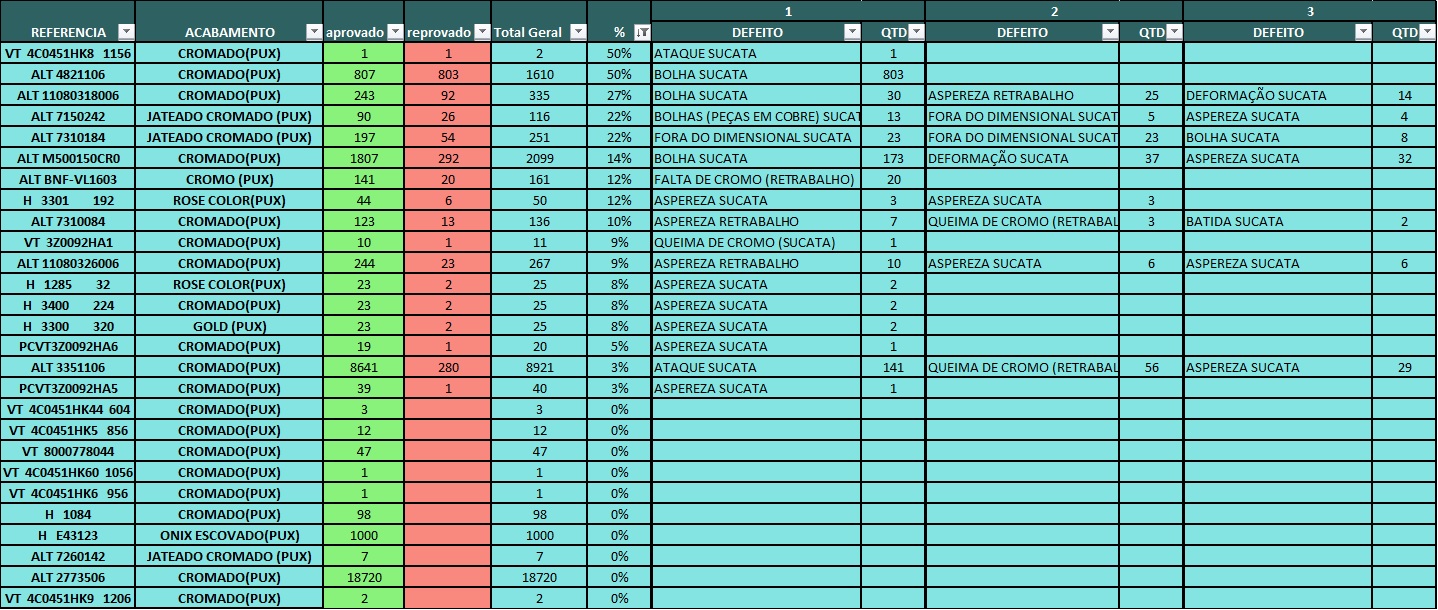 1 2 3
REFERENCIA ACABAMENTO aprovado reprovado Total Geral % DEFEITO QTD DEFEITO QTD DEFEITO QTD
VT 4C0451HK8 1156 CROMADO(PUX) 1 1 2 50% ATAQUE SUCATA 1
ALT 4821106 CROMADO(PUX) 807 803 1610 50% BOLHA SUCATA 803
ALT 11080318006 CROMADO(PUX) 243 92 335 27% BOLHA SUCATA 30 ASPEREZA RETRABALHO 25 DEFORMAÇÃO SUCATA 14
ALT 7150242 JATEADO CROMADO (PUX) 90 26 116 22% BOLHAS (PEÇAS EM COBRE) SUCAT 13 FORA DO DIMENSIONAL SUCAT 5 ASPEREZA SUCATA 4
ALT 7310184 JATEADO CROMADO (PUX) 197 54 251 22% FORA DO DIMENSIONAL SUCATA 23 FORA DO DIMENSIONAL SUCAT 23 BOLHA SUCATA 8
ALT M500150CR0 CROMADO(PUX) 1807 292 2099 14% BOLHA SUCATA 173 DEFORMAÇÃO SUCATA 37 ASPEREZA SUCATA 32
ALT BNF-VL1603 CROMO (PUX) 141 20 161 12% FALTA DE CROMO (RETRABALHO) 20
H 3301 192 ROSE COLOR(PUX) 44 6 50 12% ASPEREZA SUCATA 3 ASPEREZA SUCATA 3
ALT 7310084 CROMADO(PUX) 123 13 136 10% ASPEREZA RETRABALHO 7 QUEIMA DE CROMO (RETRABAL 3 BATIDA SUCATA 2
VT 3Z0092HA1 CROMADO(PUX) 10 1 11 9% QUEIMA DE CROMO (SUCATA) 1
ALT 11080326006 CROMADO(PUX) 244 23 267 9% ASPEREZA RETRABALHO 10 ASPEREZA SUCATA 6 ASPEREZA SUCATA 6
H 1285 32 ROSE COLOR(PUX) 23 2 25 8% ASPEREZA SUCATA 2
H 3400 224 CROMADO(PUX) 23 2 25 8% ASPEREZA SUCATA 2
H 3300 320 GOLD (PUX) 23 2 25 8% ASPEREZA SUCATA 2
PCVT3Z0092HA6 CROMADO(PUX) 19 1 20 5% ASPEREZA SUCATA 1
ALT 3351106 CROMADO(PUX) 8641 280 8921 3% ATAQUE SUCATA 141 QUEIMA DE CROMO (RETRABAL 56 ASPEREZA SUCATA 29
PCVT3Z0092HA5 CROMADO(PUX) 39 1 40 3% ASPEREZA SUCATA 1
VT 4C0451HK44 604 CROMADO(PUX) 3 3 0%
VT 4C0451HK5 856 CROMADO(PUX) 12 12 0%
VT 8000778044 CROMADO(PUX) 47 47 0%
VT 4C0451HK60 1056 CROMADO(PUX) 1 1 0%
VT 4C0451HK6 956 CROMADO(PUX) 1 1 0%
H 1084 CROMADO(PUX) 98 98 0%
H E43123 ONIX ESCOVADO(PUX) 1000 1000 0%
ALT 7260142 JATEADO CROMADO (PUX) 7 7 0%
ALT 2773506 CROMADO(PUX) 18720 18720 0%
VT 4C0451HK9 1206 CROMADO(PUX) 2 2 0%